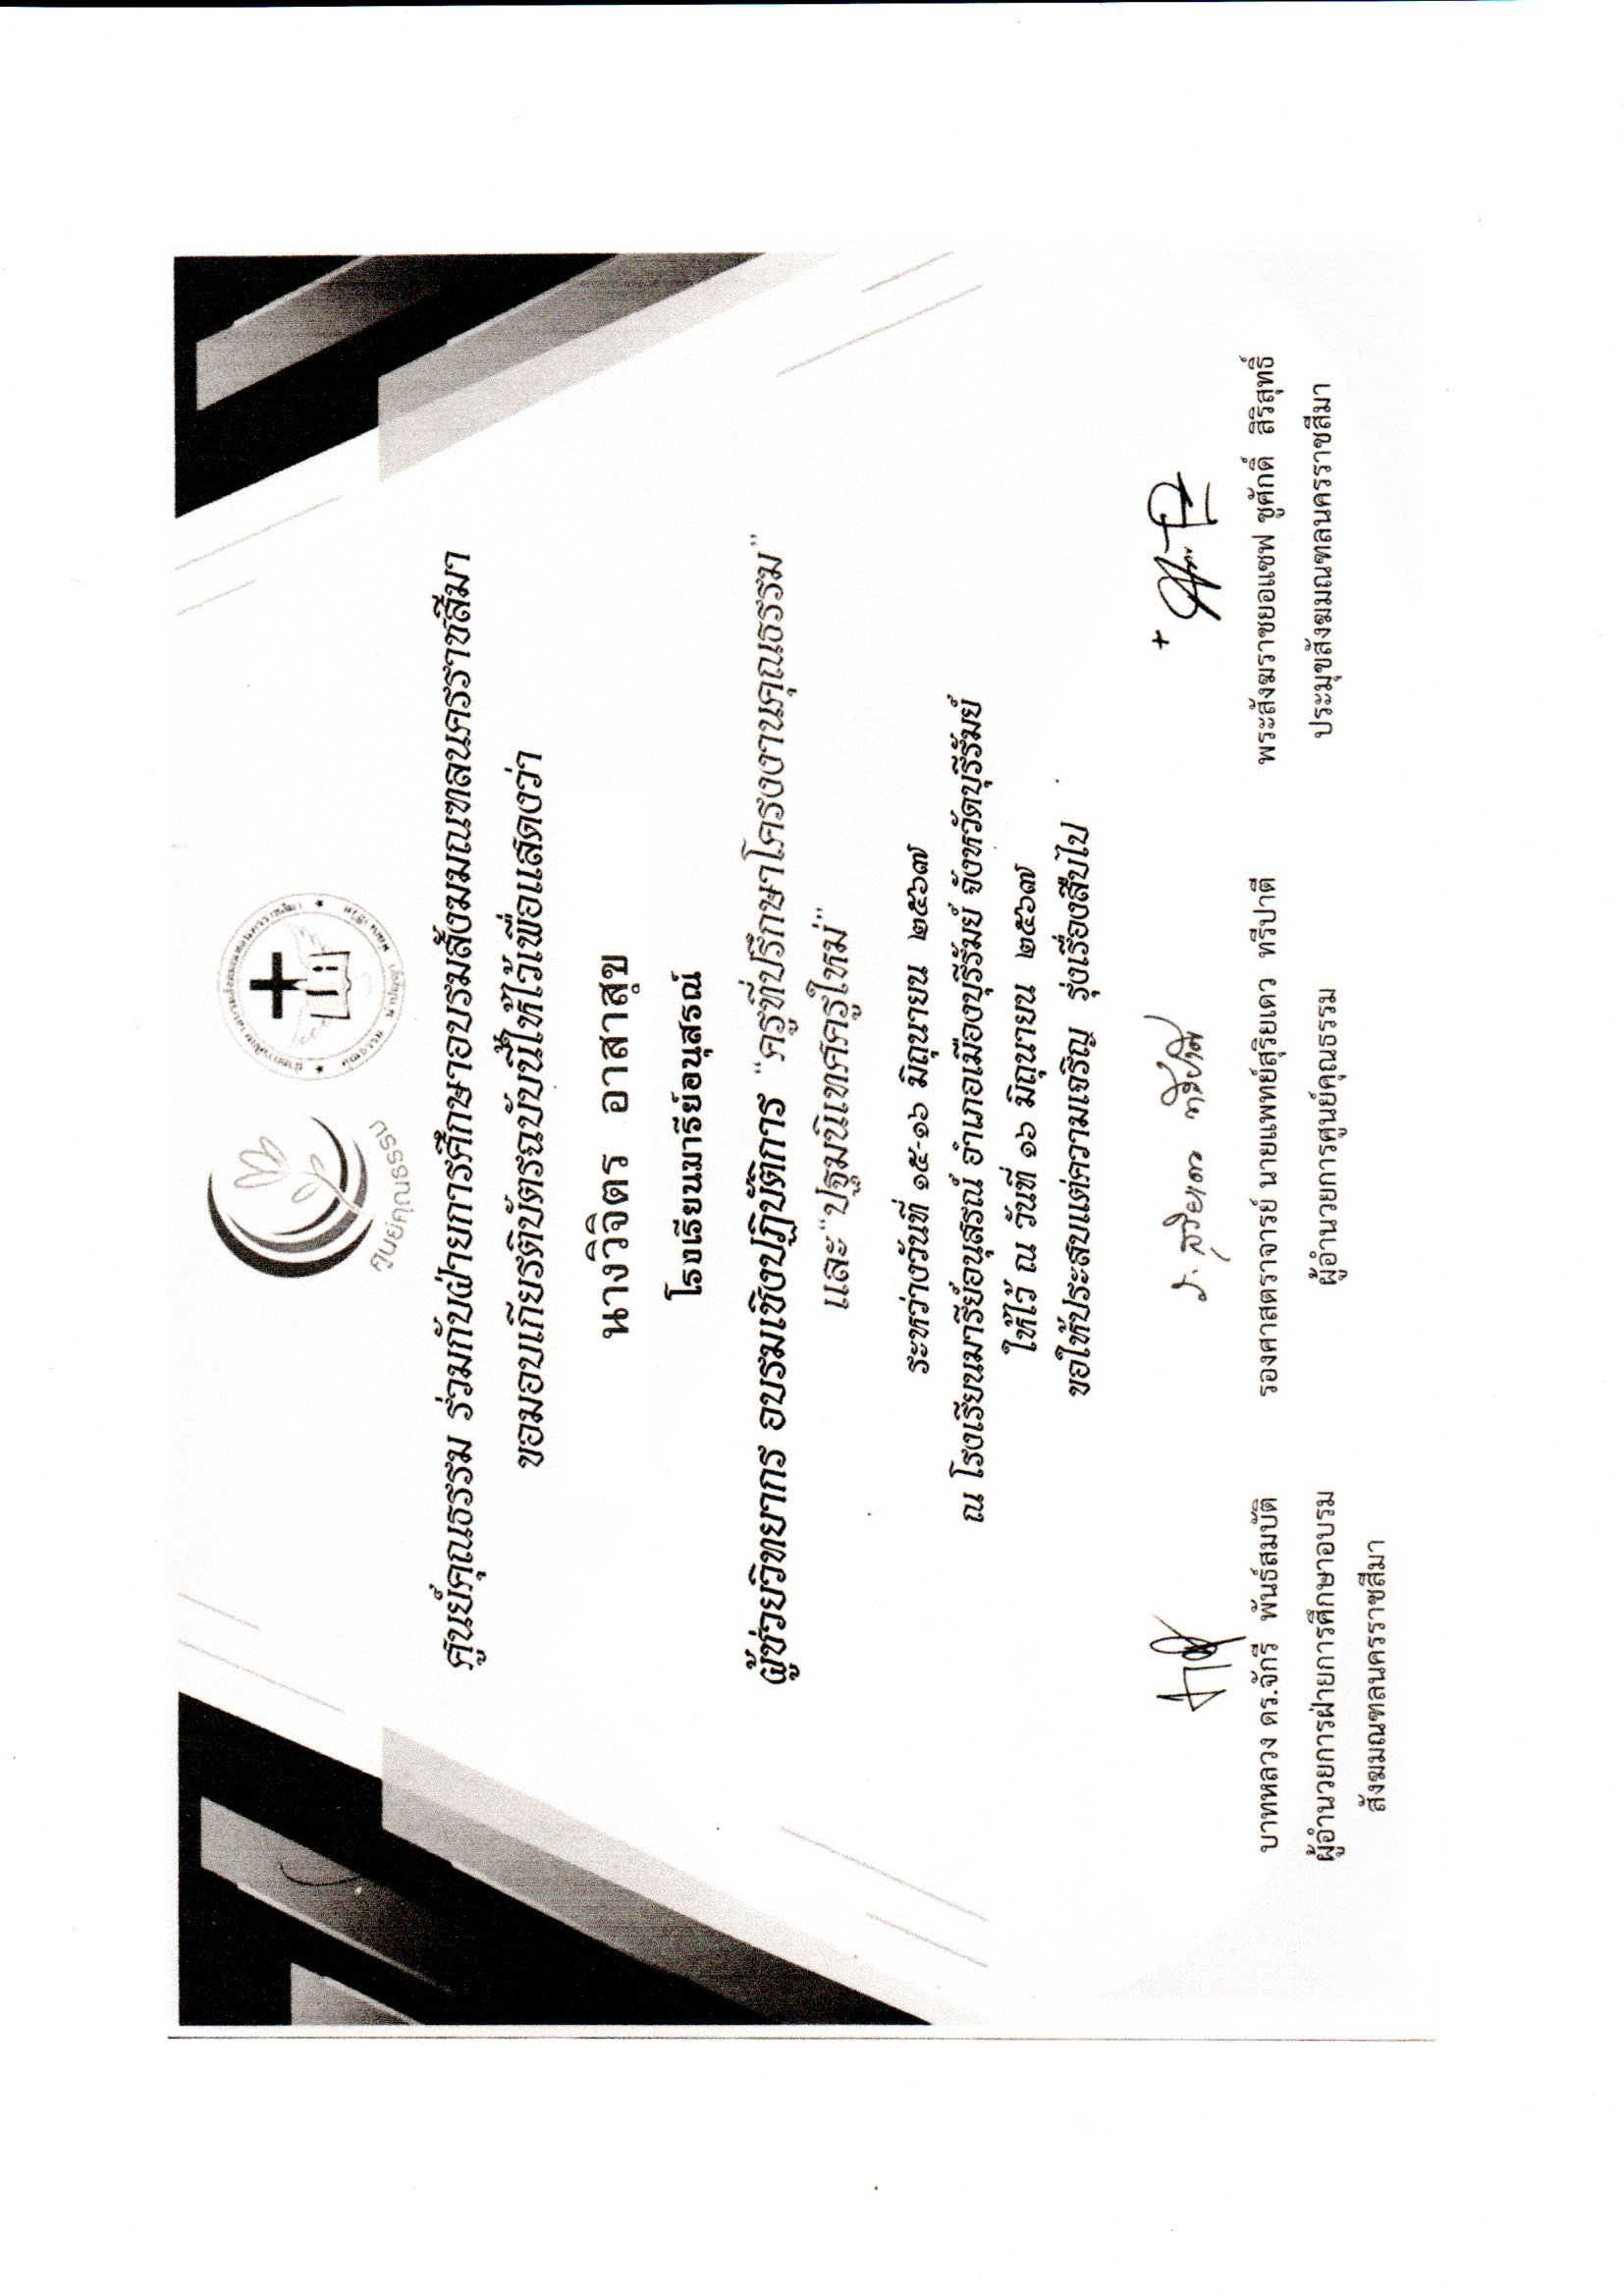 ศูนย์คุณธรรม
ศูนย์คุณธรรม ร่วมกับฝ่ายการศึกษาอบรมสังฆมณฑลนครราชสีมา
ขอมอบเกียรติบัตรฉบับนี้ให้ไว้เพื่อแสดงว่า
นางวิจิตร อาสาสุข
โรงเรียนมารีย์อนุสรณ์
ผู้ช่วยวิทยากร อบรมเชิงปฏิบัติการ "ครูที่ปรึกษาโครงงานคุณธรรม"
และ"ปฐมนิเทศครูใหม่"
ระหว่างวันที่ ๑๕-๑๖ มิถุนายน ๒๕๖๗
ณ โรงเรียนมารีย์อนุสรณ์ อำเภอเมืองบุรีรัมย์ จังหวัดบุรีรัมย์
ให้ไว้ ณ วันที่ ๑๖ มิถุนายน ๒๕๖๗
ขอให้ประสบแต่ความเจริญ รุ่งเรืองสืบไป
บาทหลวง ดร.จักรี พันธ์สมบัติ
ผู้อำนวยการฝ่ายการศึกษาอบรม
สังฆมณฑลนครราชสีมา
รองศาสตราจารย์ นายแพทย์สุริยเดว ทรีปาตี
ผู้อำนวยการศูนย์คุณธรรม
พระสังฆราชยอแซฟ ชูศักดิ์ สิริสุทธิ์
ประมุขสังฆมณฑลนครราชสีมา